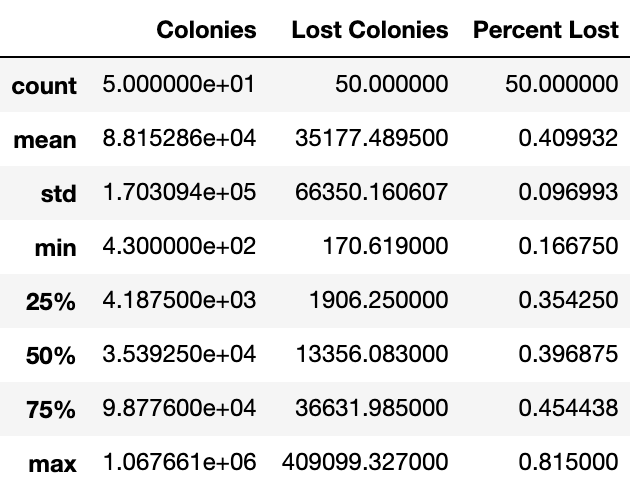 Colonies Lost Colonies Percent Lost
count 5.000000e+01 50.000000 50.000000
mean 8.815286e+04 35177.489500 0.409932
std 1.703094e+05 66350.160607 0.096993
min 4.300000e+02 170.619000 0.166750
25% 4.187500e+03 1906.250000 0.354250
50% 3.539250e+04 13356.083000 0.396875
75% 9.877600e+04 36631.985000 0.454438
max 1.067661e+06 409099.327000 0.815000